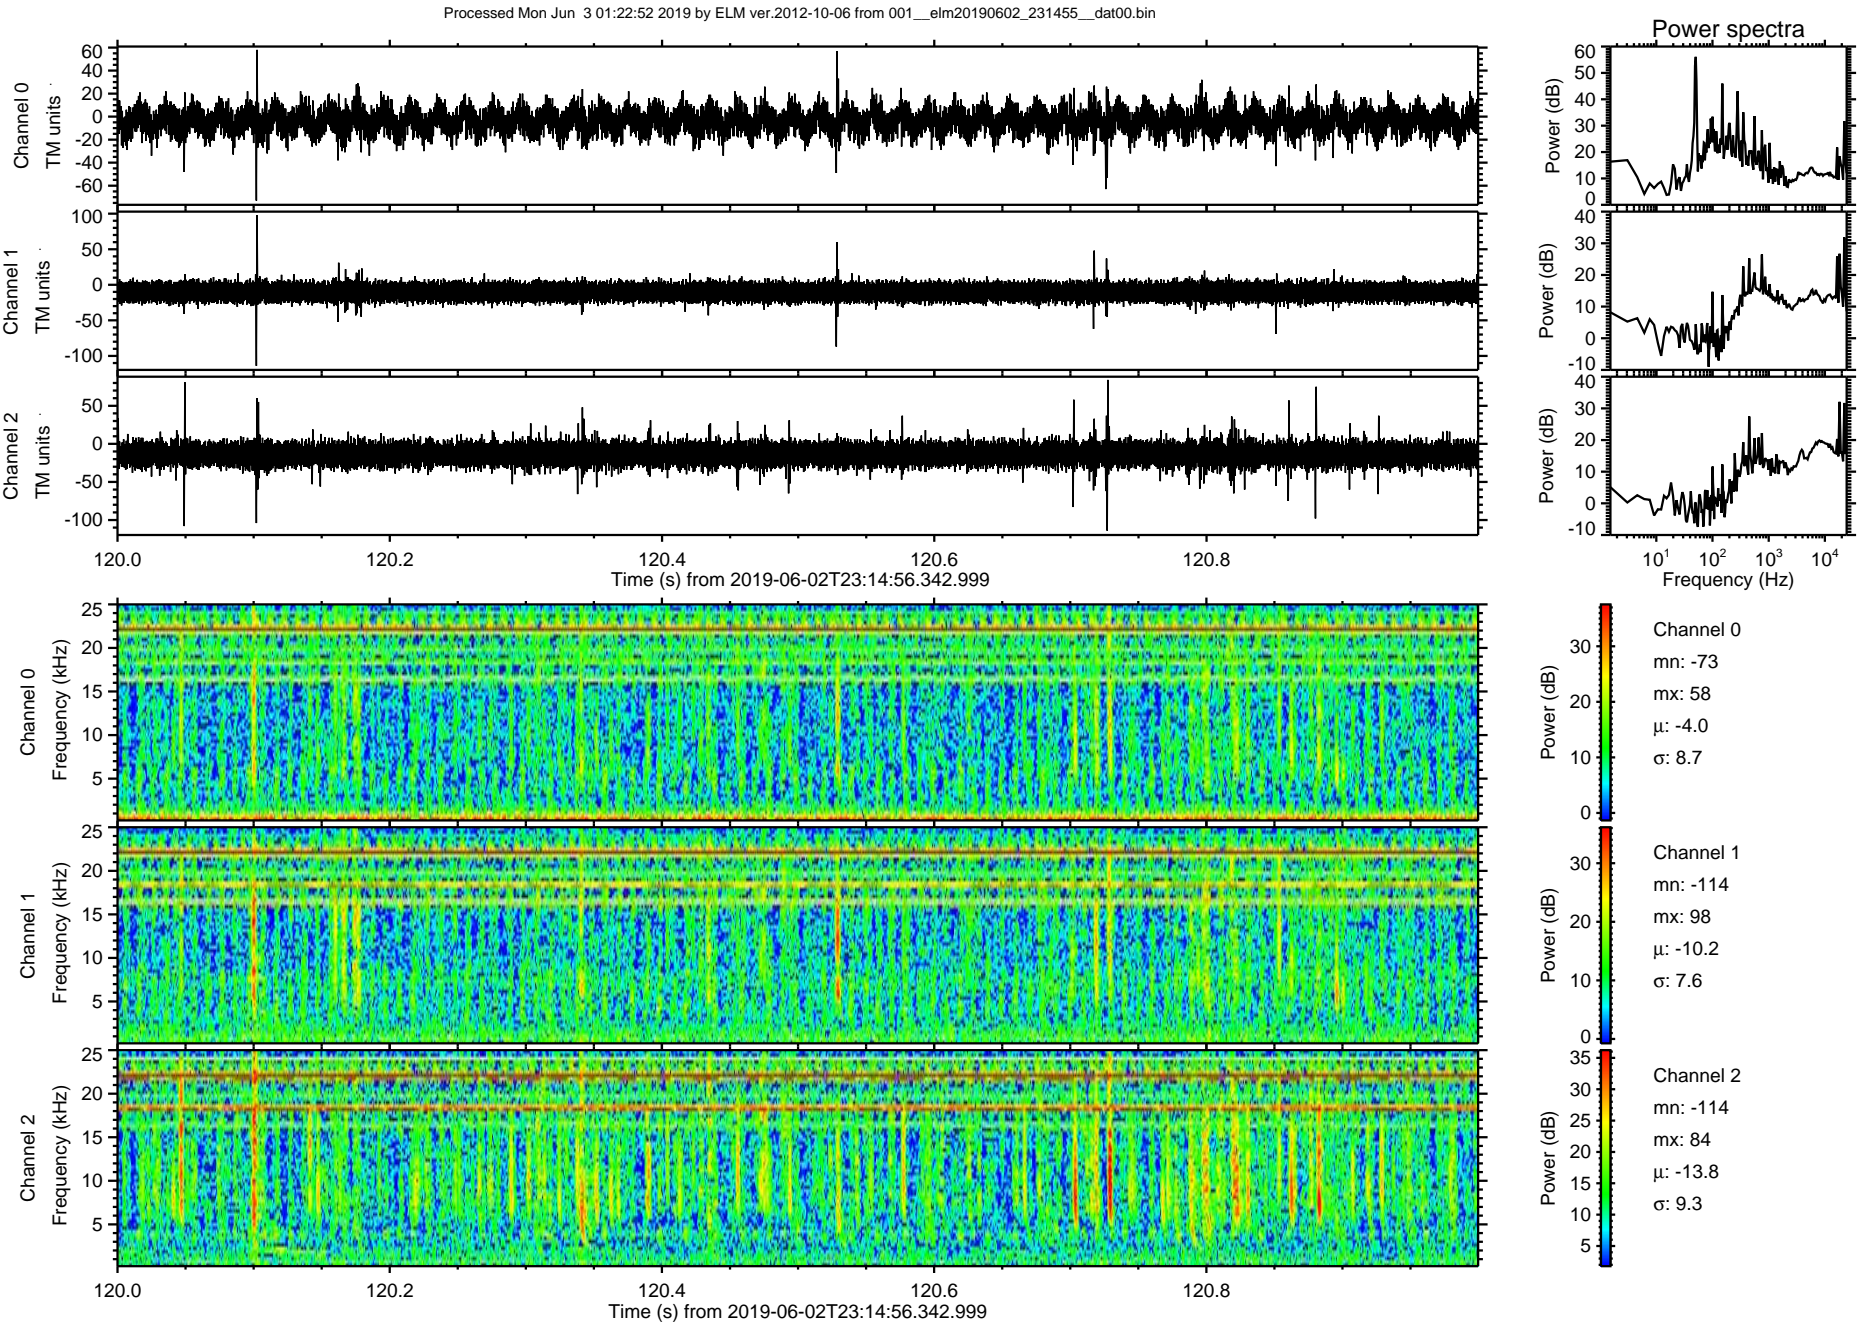 Processed Mon Jun  3 01:22:52 2019 by ELM ver.2012-10-06 from 001__elm20190602_231455__dat00.bin
Power spectra
Channel 0
TM units
60
40
20
0
-20
-40
-60
Power (dB)
60
50
40
30
20
10
0
Channel 1
TM units
100
50
0
-50
-100
Power (dB)
40
30
20
10
0
-10
Channel 2
TM units
50
0
-50
-100
Power (dB)
40
30
20
10
0
-10
120.0 120.2 120.4 120.6 120.8
Time (s) from 2019-06-02T23:14:56.342.999
10¹ 10² 10³ 10⁴
Frequency (Hz)
Channel 0
Frequency (kHz)
25
20
15
10
5
Power (dB)
30
20
10
0
Channel 0
mn: -73
mx: 58
μ: -4.0
σ: 8.7
Channel 1
Frequency (kHz)
25
20
15
10
5
Power (dB)
30
20
10
0
Channel 1
mn: -114
mx: 98
μ: -10.2
σ: 7.6
Channel 2
Frequency (kHz)
25
20
15
10
5
Power (dB)
35
30
25
20
15
10
5
Channel 2
mn: -114
mx: 84
μ: -13.8
σ: 9.3
120.0 120.2 120.4 120.6 120.8
Time (s) from 2019-06-02T23:14:56.342.999